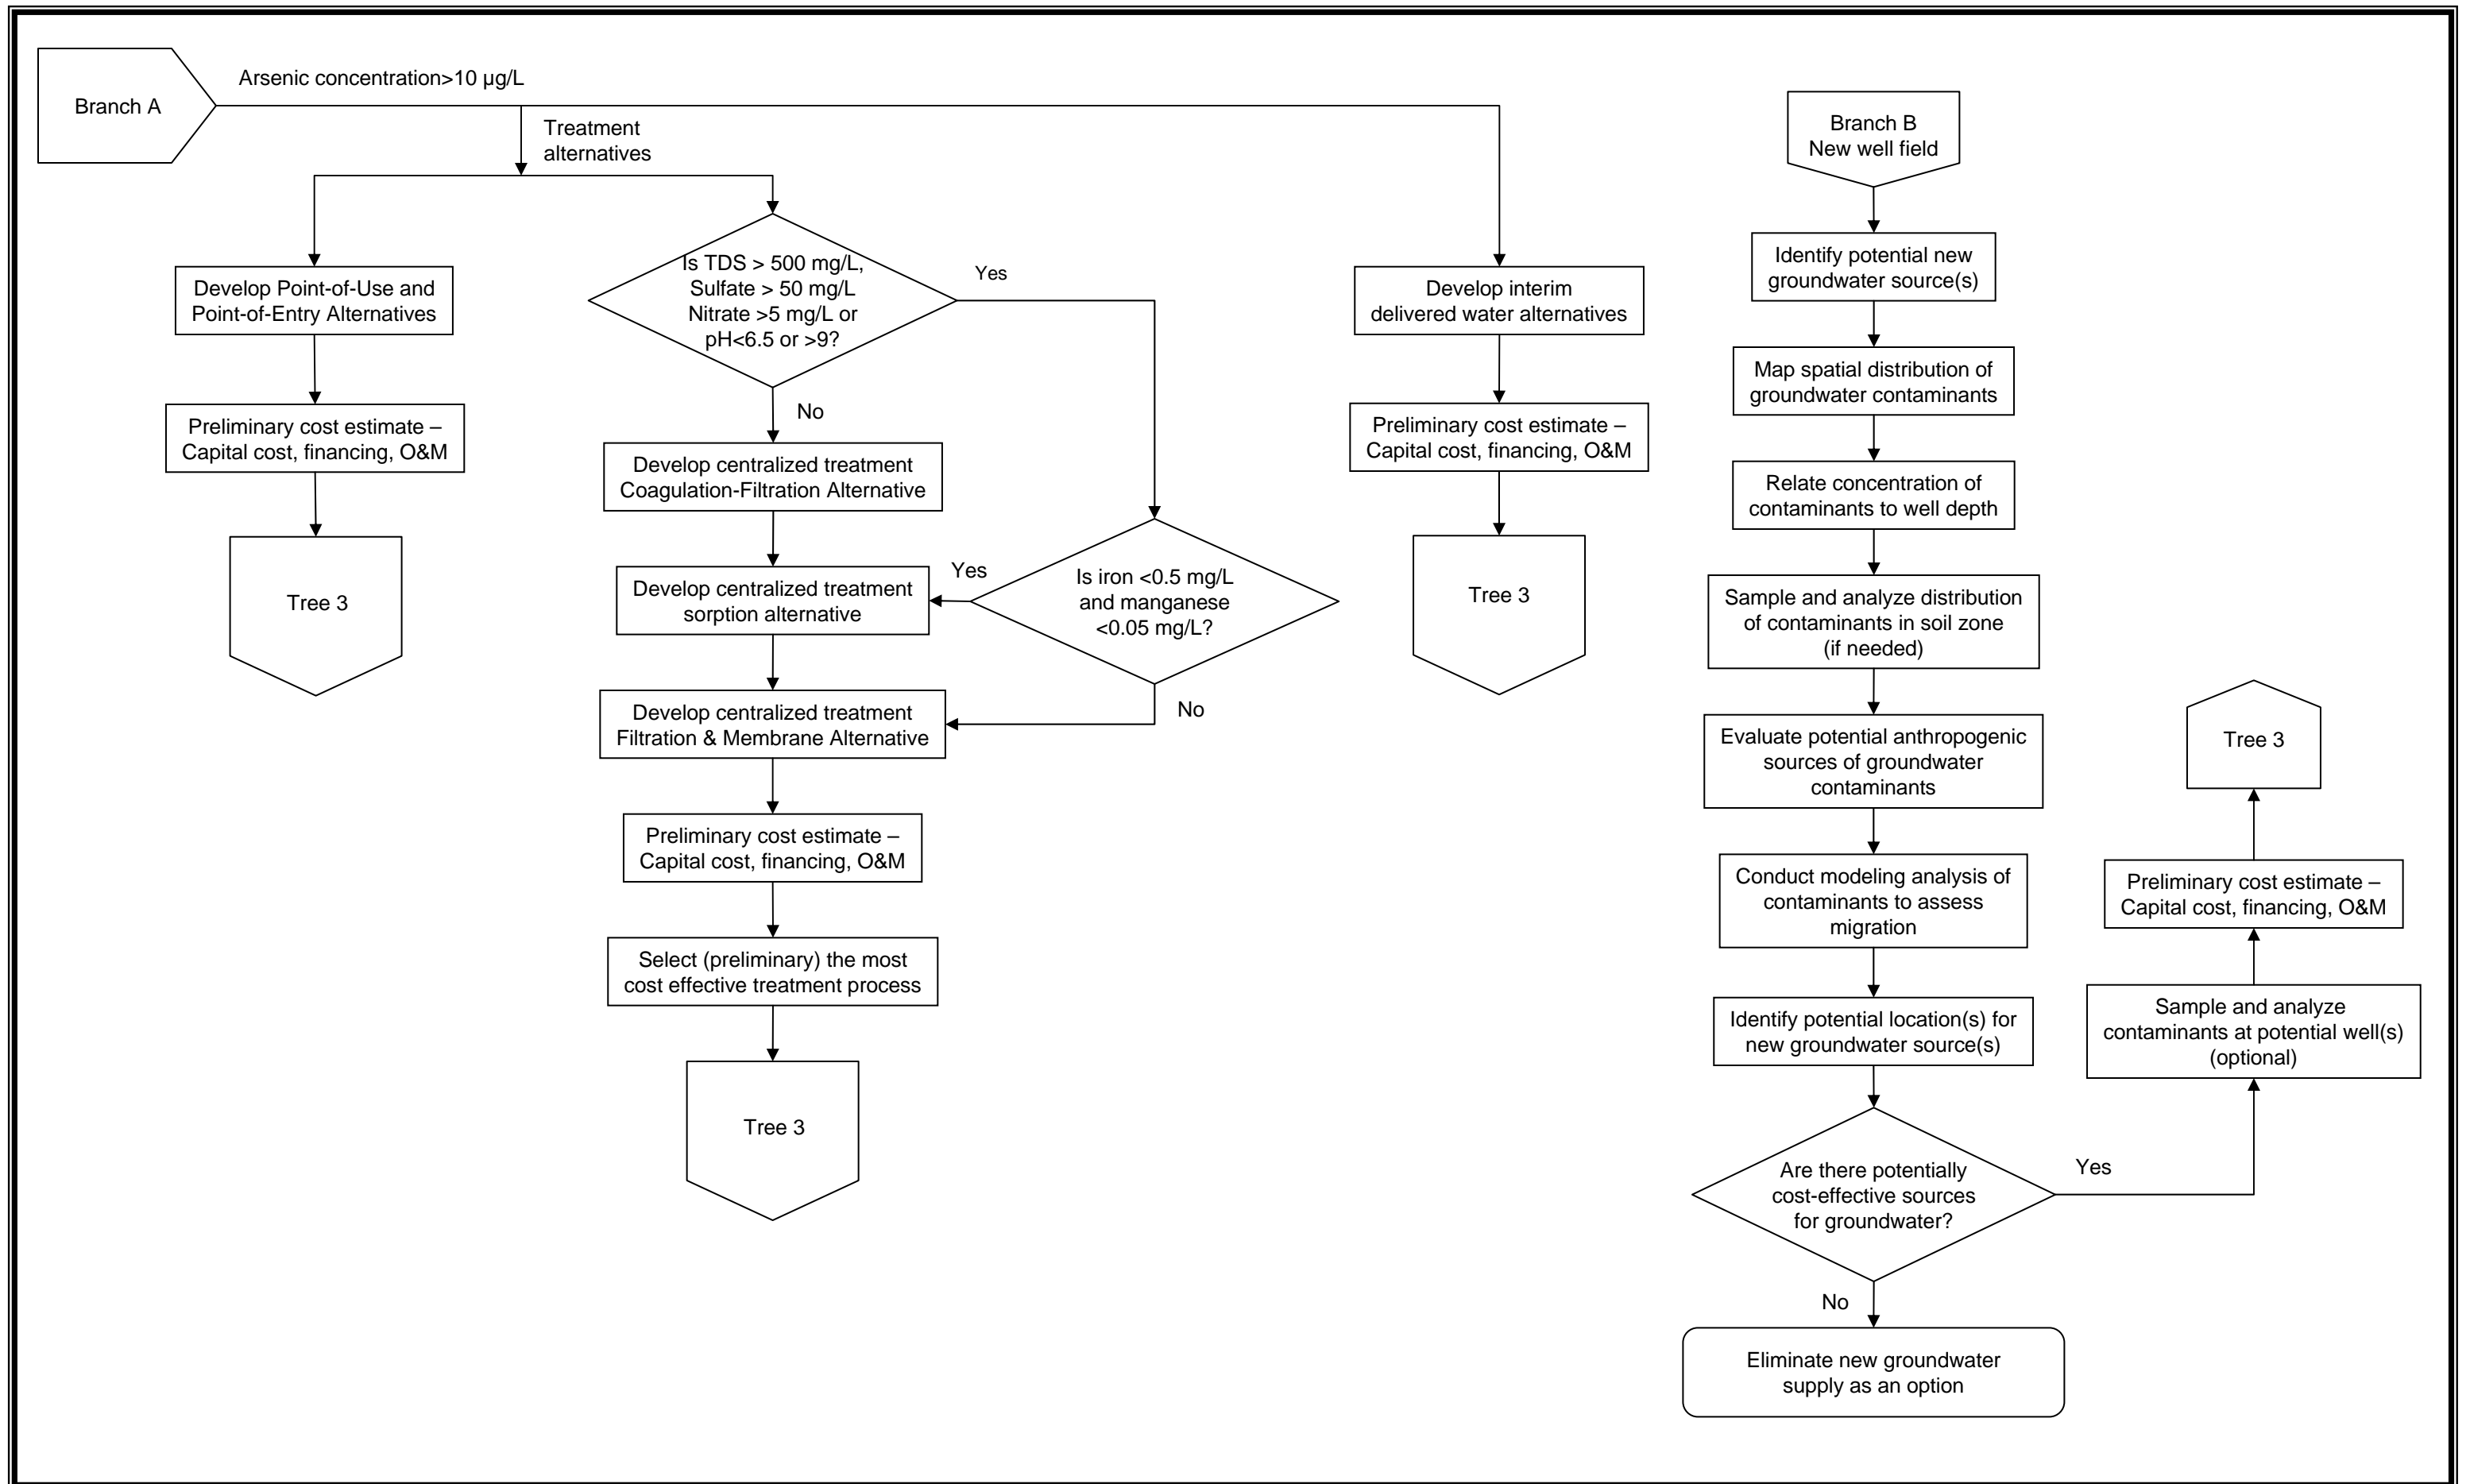 Branch A
Arsenic concentration>10 µg/L
Treatment
alternatives
Develop Point-of-Use and
Point-of-Entry Alternatives
Preliminary cost estimate –
Capital cost, financing, O&M
Tree 3
Is TDS > 500 mg/L,
Sulfate > 50 mg/L
Nitrate >5 mg/L or
pH<6.5 or >9?
Yes
No
Develop centralized treatment
Coagulation-Filtration Alternative
Develop centralized treatment
sorption alternative
Yes
Is iron <0.5 mg/L
and manganese
<0.05 mg/L?
No
Develop centralized treatment
Filtration & Membrane Alternative
Preliminary cost estimate –
Capital cost, financing, O&M
Select (preliminary) the most
cost effective treatment process
Tree 3
Develop interim
delivered water alternatives
Preliminary cost estimate –
Capital cost, financing, O&M
Tree 3
Branch B
New well field
Identify potential new
groundwater source(s)
Map spatial distribution of
groundwater contaminants
Relate concentration of
contaminants to well depth
Sample and analyze distribution
of contaminants in soil zone
(if needed)
Evaluate potential anthropogenic
sources of groundwater
contaminants
Conduct modeling analysis of
contaminants to assess
migration
Identify potential location(s) for
new groundwater source(s)
Are there potentially
cost-effective sources
for groundwater?
Yes
No
Eliminate new groundwater
supply as an option
Sample and analyze
contaminants at potential well(s)
(optional)
Preliminary cost estimate –
Capital cost, financing, O&M
Tree 3